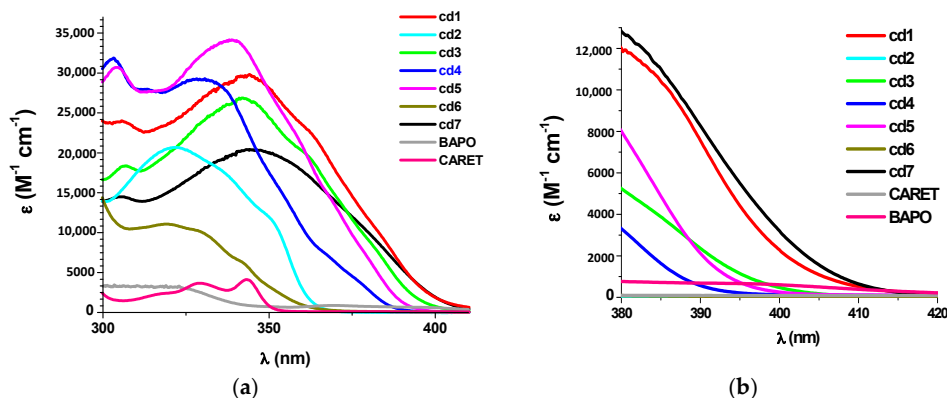 cd1
cd2
cd3
cd4
cd5
cd6
cd7
BAPO
CARET
35,000
30,000
25,000
20,000
15,000
10,000
5000
0
300
350
400
ε (M⁻¹ cm⁻¹)
λ (nm)
(a)
(b)
cd1
cd2
cd3
cd4
cd5
cd6
cd7
CARET
BAPO
12,000
10,000
8000
6000
4000
2000
0
380
390
400
410
420
ε (M⁻¹ cm⁻¹)
λ (nm)
(b)